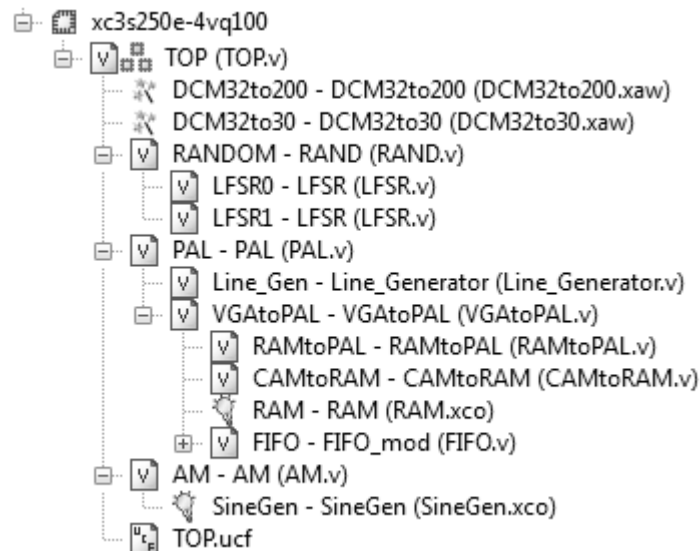 xc3s250e-4vq100
TOP (TOP.v)
DCM32to200 - DCM32to200 (DCM32to200.xaw)
DCM32to30 - DCM32to30 (DCM32to30.xaw)
RANDOM - RAND (RAND.v)
LFSR0 - LFSR (LFSR.v)
LFSR1 - LFSR (LFSR.v)
PAL - PAL (PAL.v)
Line_Gen - Line_Generator (Line_Generator.v)
VGAtoPAL - VGAtoPAL (VGAtoPAL.v)
RAMtoPAL - RAMtoPAL (RAMtoPAL.v)
CAMtoRAM - CAMtoRAM (CAMtoRAM.v)
RAM - RAM (RAM.xco)
FIFO - FIFO_mod (FIFO.v)
AM - AM (AM.v)
SineGen - SineGen (SineGen.xco)
TOP.ucf